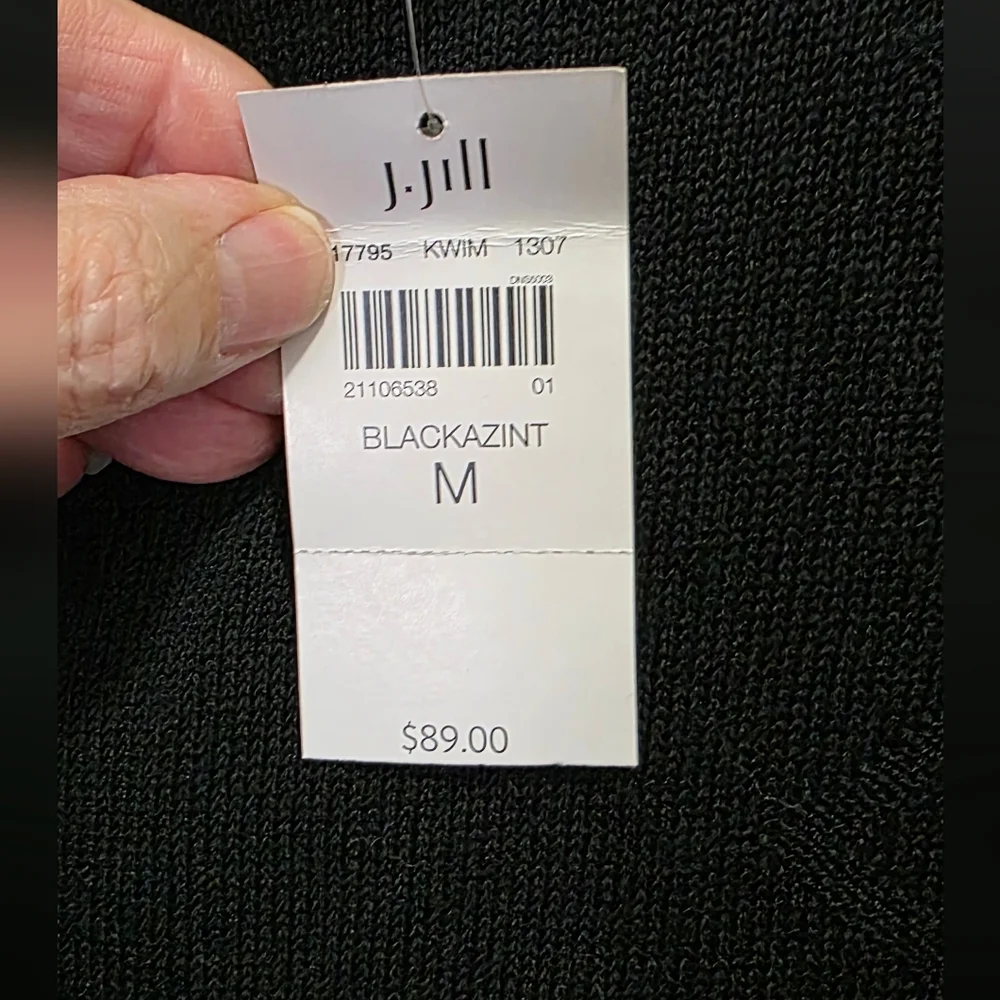 J.Jill
17795 KWIM 1307
21106538 01
BLACKAZINT
M
$89.00